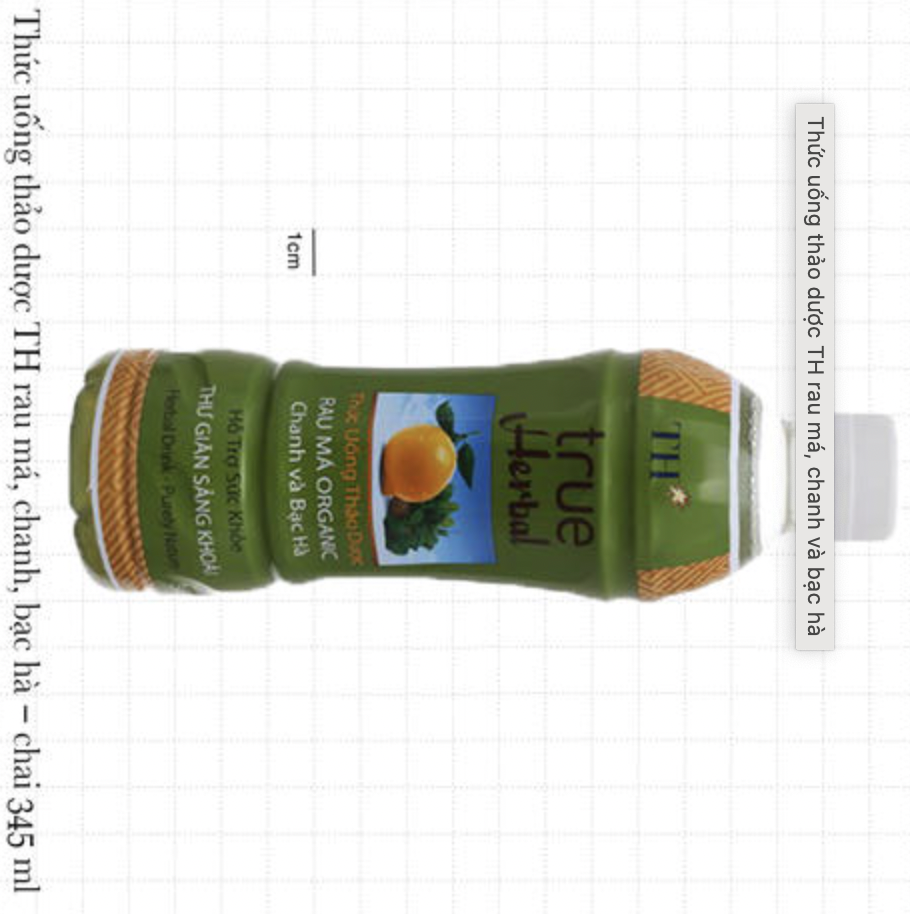 Thức uống thảo dược TH rau má, chanh và bạc hà
TH
true
Herbal
Thức Uống Thảo Dược
RAU MÁ ORGANIC
Chanh và Bạc Hà
1cm
Hỗ Trợ Sức Khỏe
THƯ GIÃN SẢNG KHOÁI
Herbal Drink - Purely
Thức uống thảo dược TH rau má, chanh, bạc hà – chai 345 ml